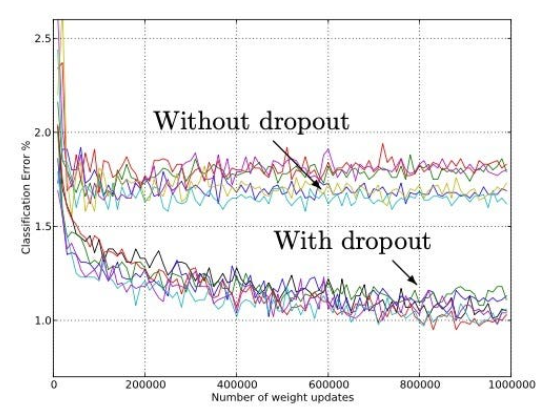 2.5
Without dropout
2.0
Classification Error %
1.5
With dropout
1.0
0 200000 400000 600000 800000 1000000
Number of weight updates